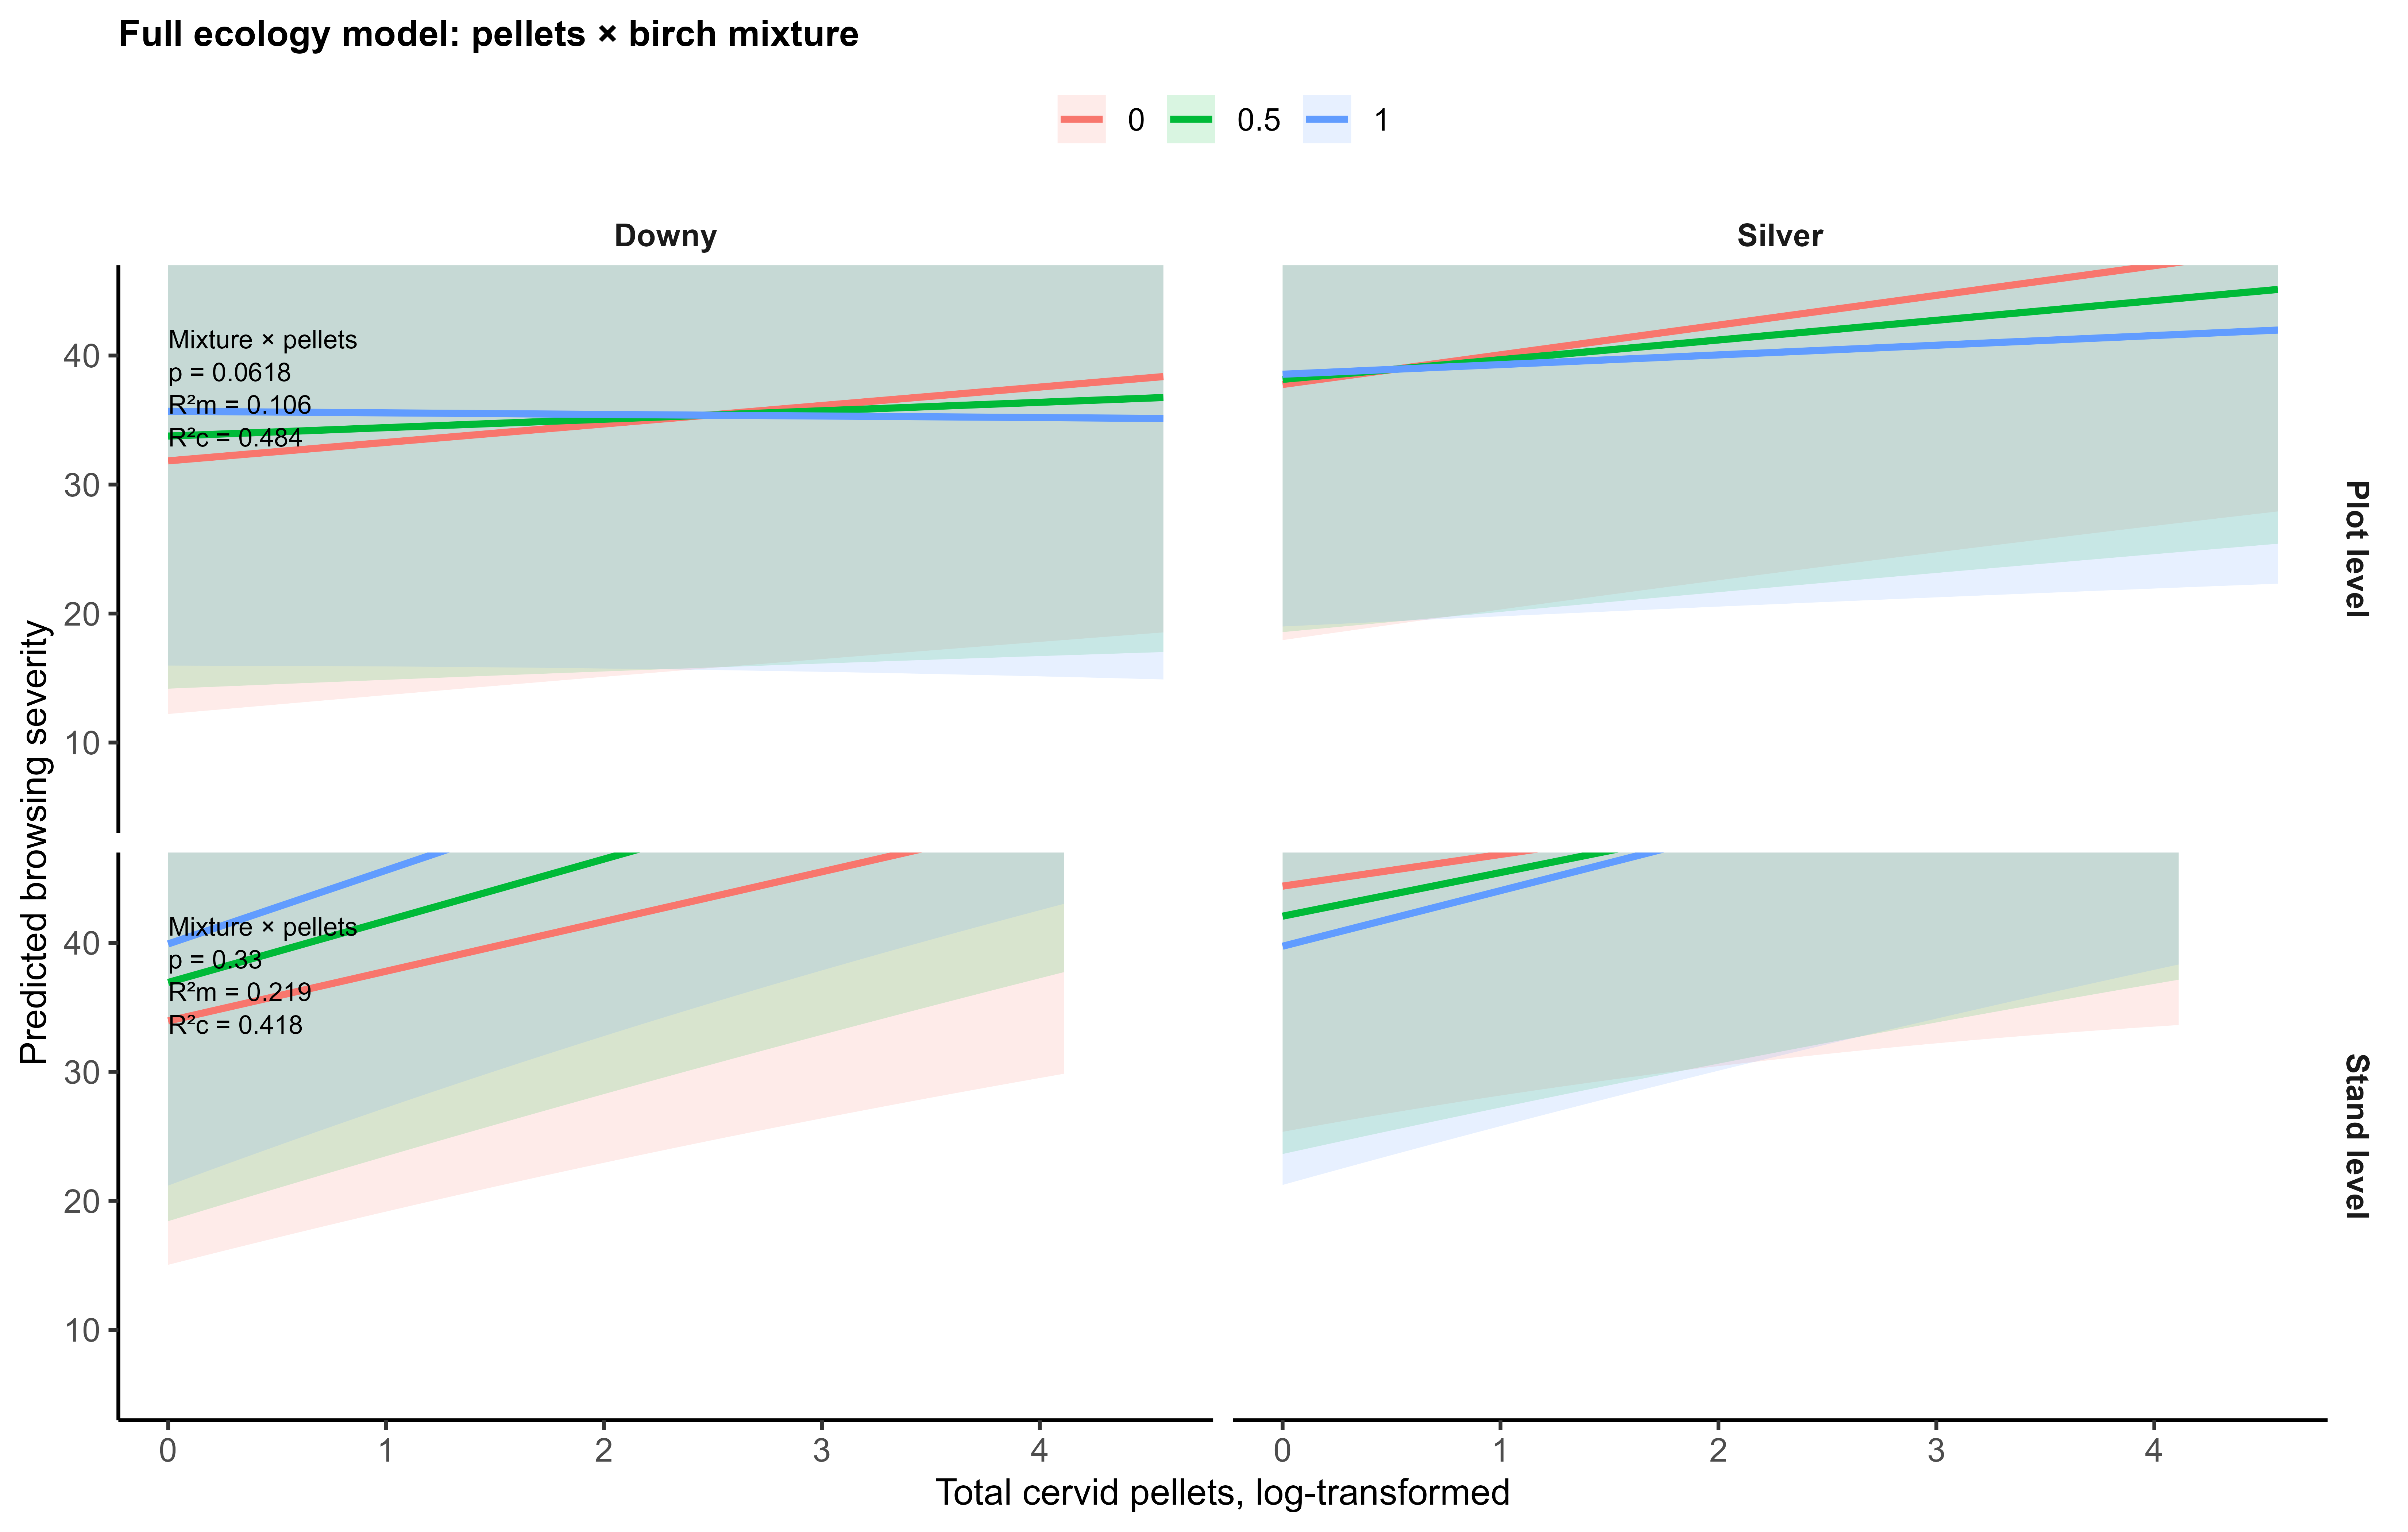 Full ecology model: pellets × birch mixture
0 0.5 1
Downy
Silver
Mixture × pellets
p = 0.0618
R²m = 0.106
R²c = 0.484
40
30
20
10
Plot level
Mixture × pellets
p = 0.33
R²m = 0.219
R²c = 0.418
40
30
20
10
Stand level
Predicted browsing severity
0 1 2 3 4
0 1 2 3 4
Total cervid pellets, log-transformed